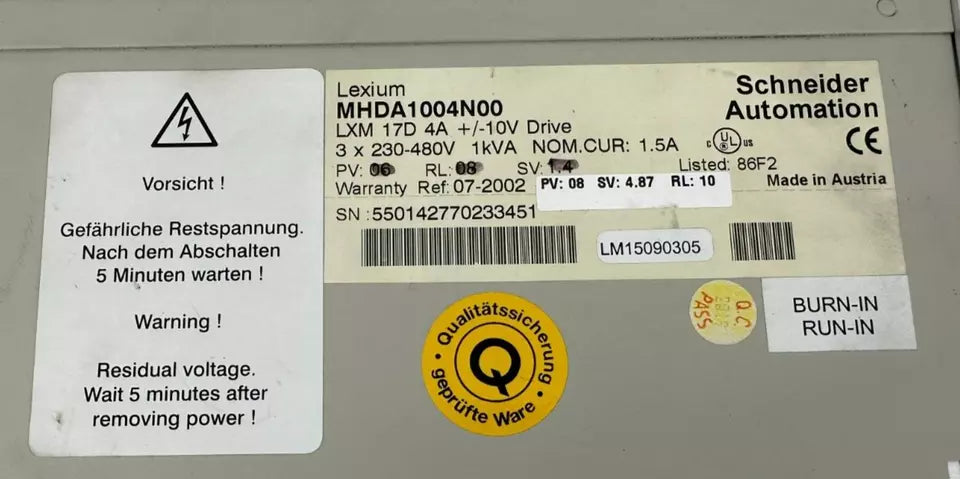 Vorsicht !
Gefährliche Restspannung.
Nach dem Abschalten
5 Minuten warten !
Warning !
Residual voltage.
Wait 5 minutes after
removing power !
Lexium
MHDA1004N00
LXM 17D 4A +/-10V Drive
3 x 230-480V 1kVA NOM.CUR: 1.5A
PV: 06 RL: 08 SV: 1.4
Warranty Ref: 07-2002
PV: 08 SV: 4.87 RL: 10
SN :550142770233451
Schneider
Automation
c UL us CE
Listed: 86F2
Made in Austria
LM15090305
Qualitätssicherung
geprüfte Ware
Q
Q.C.
PASS
BURN-IN
RUN-IN